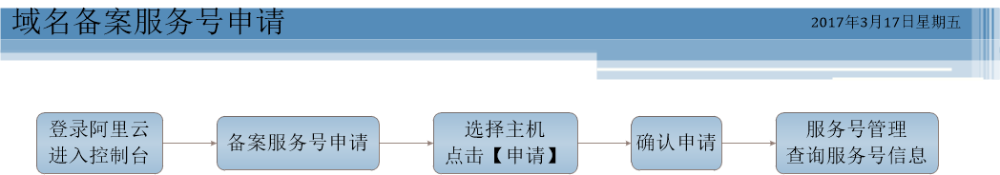 域名备案服务号申请
2017年3月17日星期五
登录阿里云
进入控制台
备案服务号申请
选择主机
点击【申请】
确认申请
服务号管理
查询服务号信息